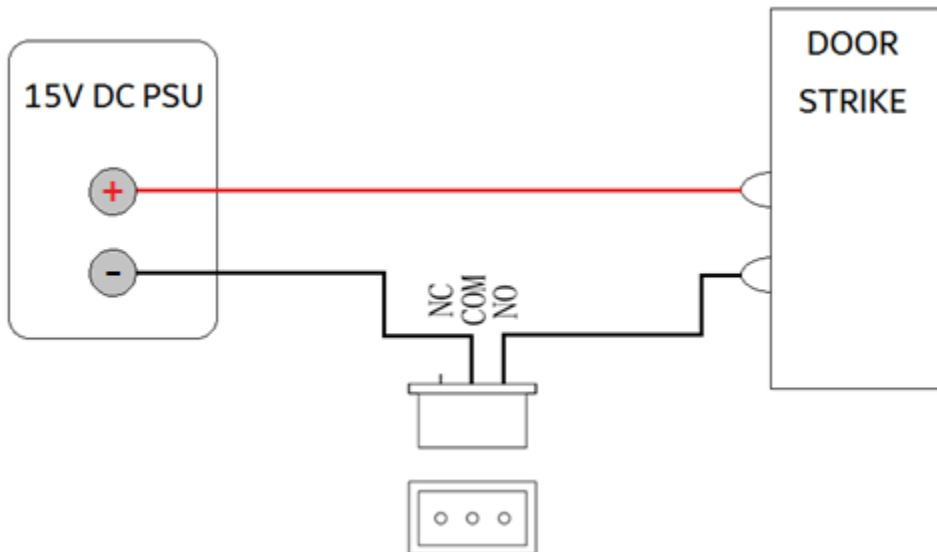 15V DC PSU
+
-
DOOR
STRIKE
NC
COM
NO